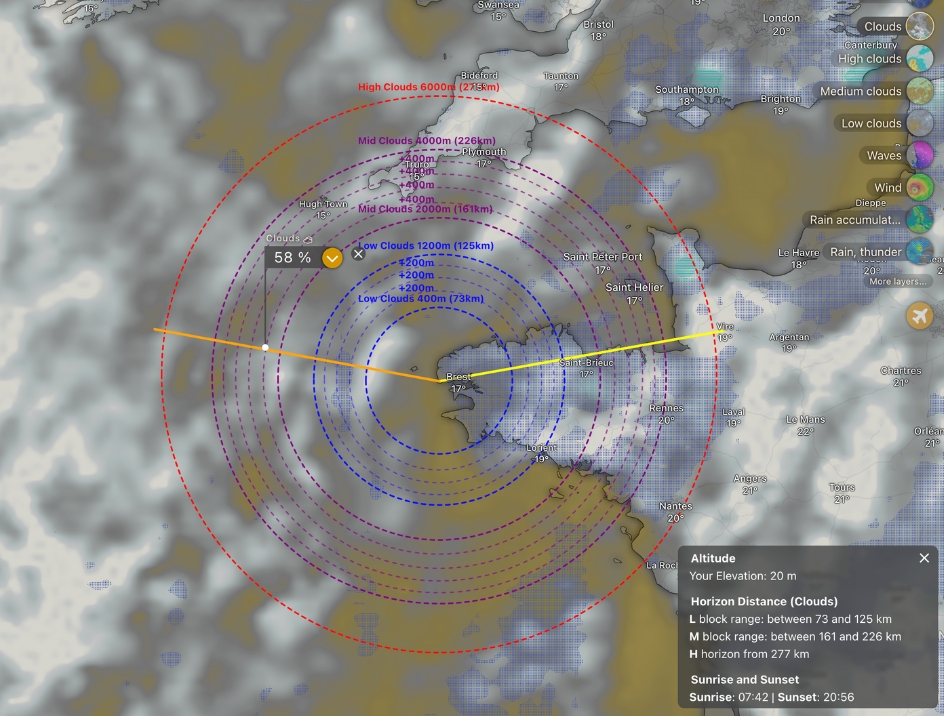 15°
Swansea
15°
19°
Bristol
18°
London
20°
Clouds
Canterbury
High clouds
Bideford
15°
Taunton
17°
High Clouds 6000m (277km)
Southampton
18°
Brighton
19°
Medium clouds
Low clouds
Mid Clouds 4000m (226km)
Plymouth
17°
+400m
Truro
15°
+400m
+400m
+400m
Waves
Wind
Hugh Town
15°
Mid Clouds 2000m (161km)
Dieppe
Rain accumulat...
Clouds
58 %
Low Clouds 1200m (125km)
+200m
+200m
+200m
Low Clouds 400m (73km)
Saint Peter Port
17°
Saint Helier
17°
Le Havre
18°
Rain, thunder
20°
More layers...
Vire
19°
Argentan
19°
Brest
17°
Saint-Brieuc
17°
Chartres
21°
Rennes
20°
Laval
19°
Le Mans
22°
Orléa
21°
Lorient
19°
Angers
21°
Tours
21°
Nantes
20°
La Roch
Altitude
Your Elevation: 20 m
Horizon Distance (Clouds)
L block range: between 73 and 125 km
M block range: between 161 and 226 km
H horizon from 277 km
Sunrise and Sunset
Sunrise: 07:42 | Sunset: 20:56